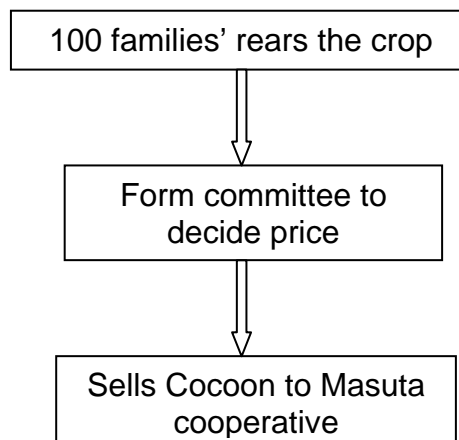 100 families’ rears the crop
Form committee to
decide price
Sells Cocoon to Masuta
cooperative